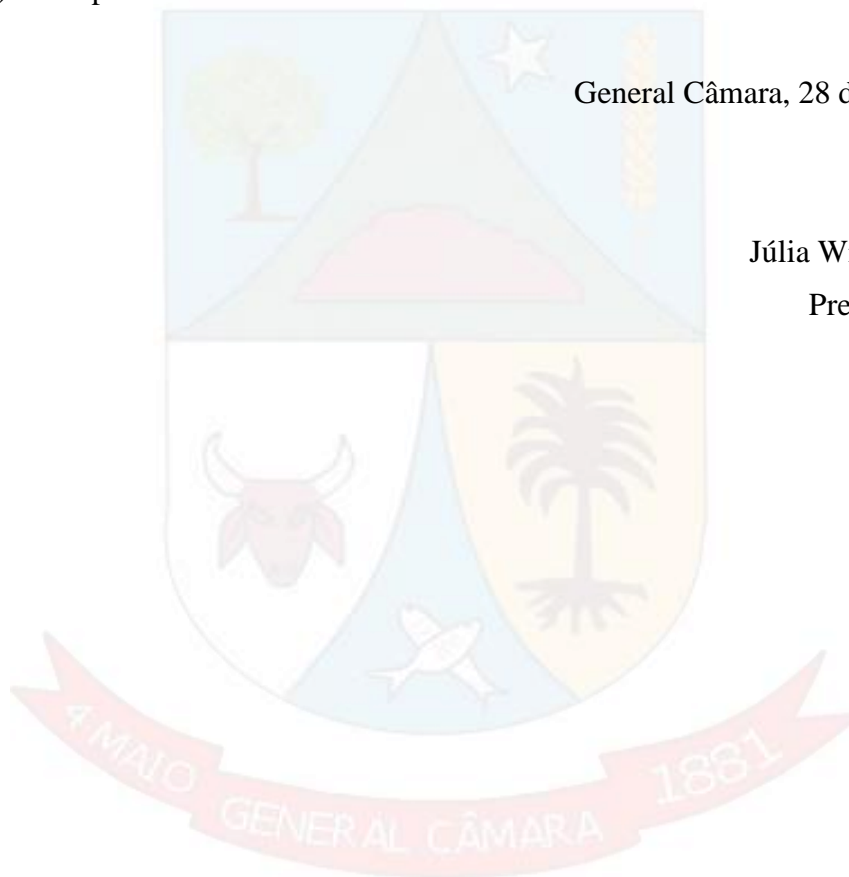 General Câmara, 28 d
Júlia W
Pre
4 MAIO
GENERAL CÂMARA
1881